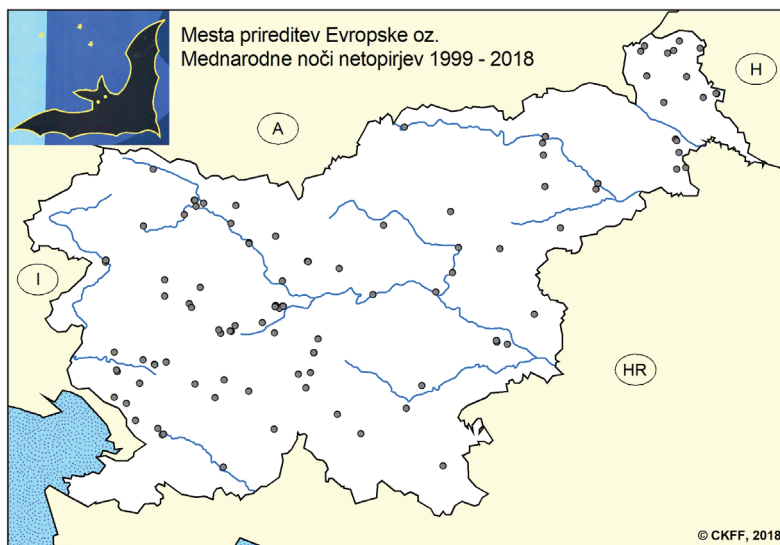 Mesta prireditev Evropske oz.
Mednarodne noči netopirjev 1999 - 2018
H
A
I
HR
© CKFF, 2018